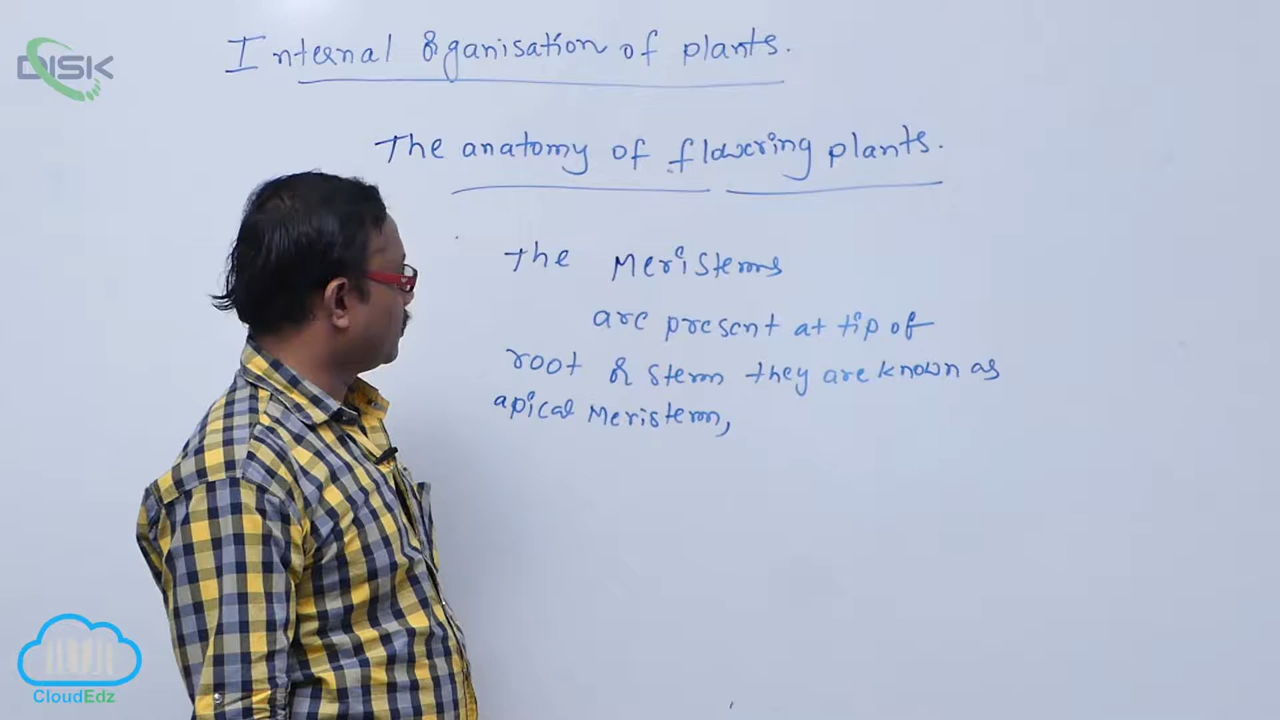 DISK
Internal Organisation of plants.
The anatomy of flowering plants.
The Meristems
are present at tip of
root & stem they are known as
apical Meristem,
CloudEdz